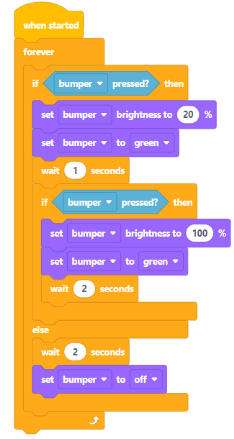 when started
forever
if bumper pressed? then
set bumper brightness to 20 %
set bumper to green
wait 1 seconds
if bumper pressed? then
set bumper brightness to 100 %
set bumper to green
wait 2 seconds
else
wait 2 seconds
set bumper to off